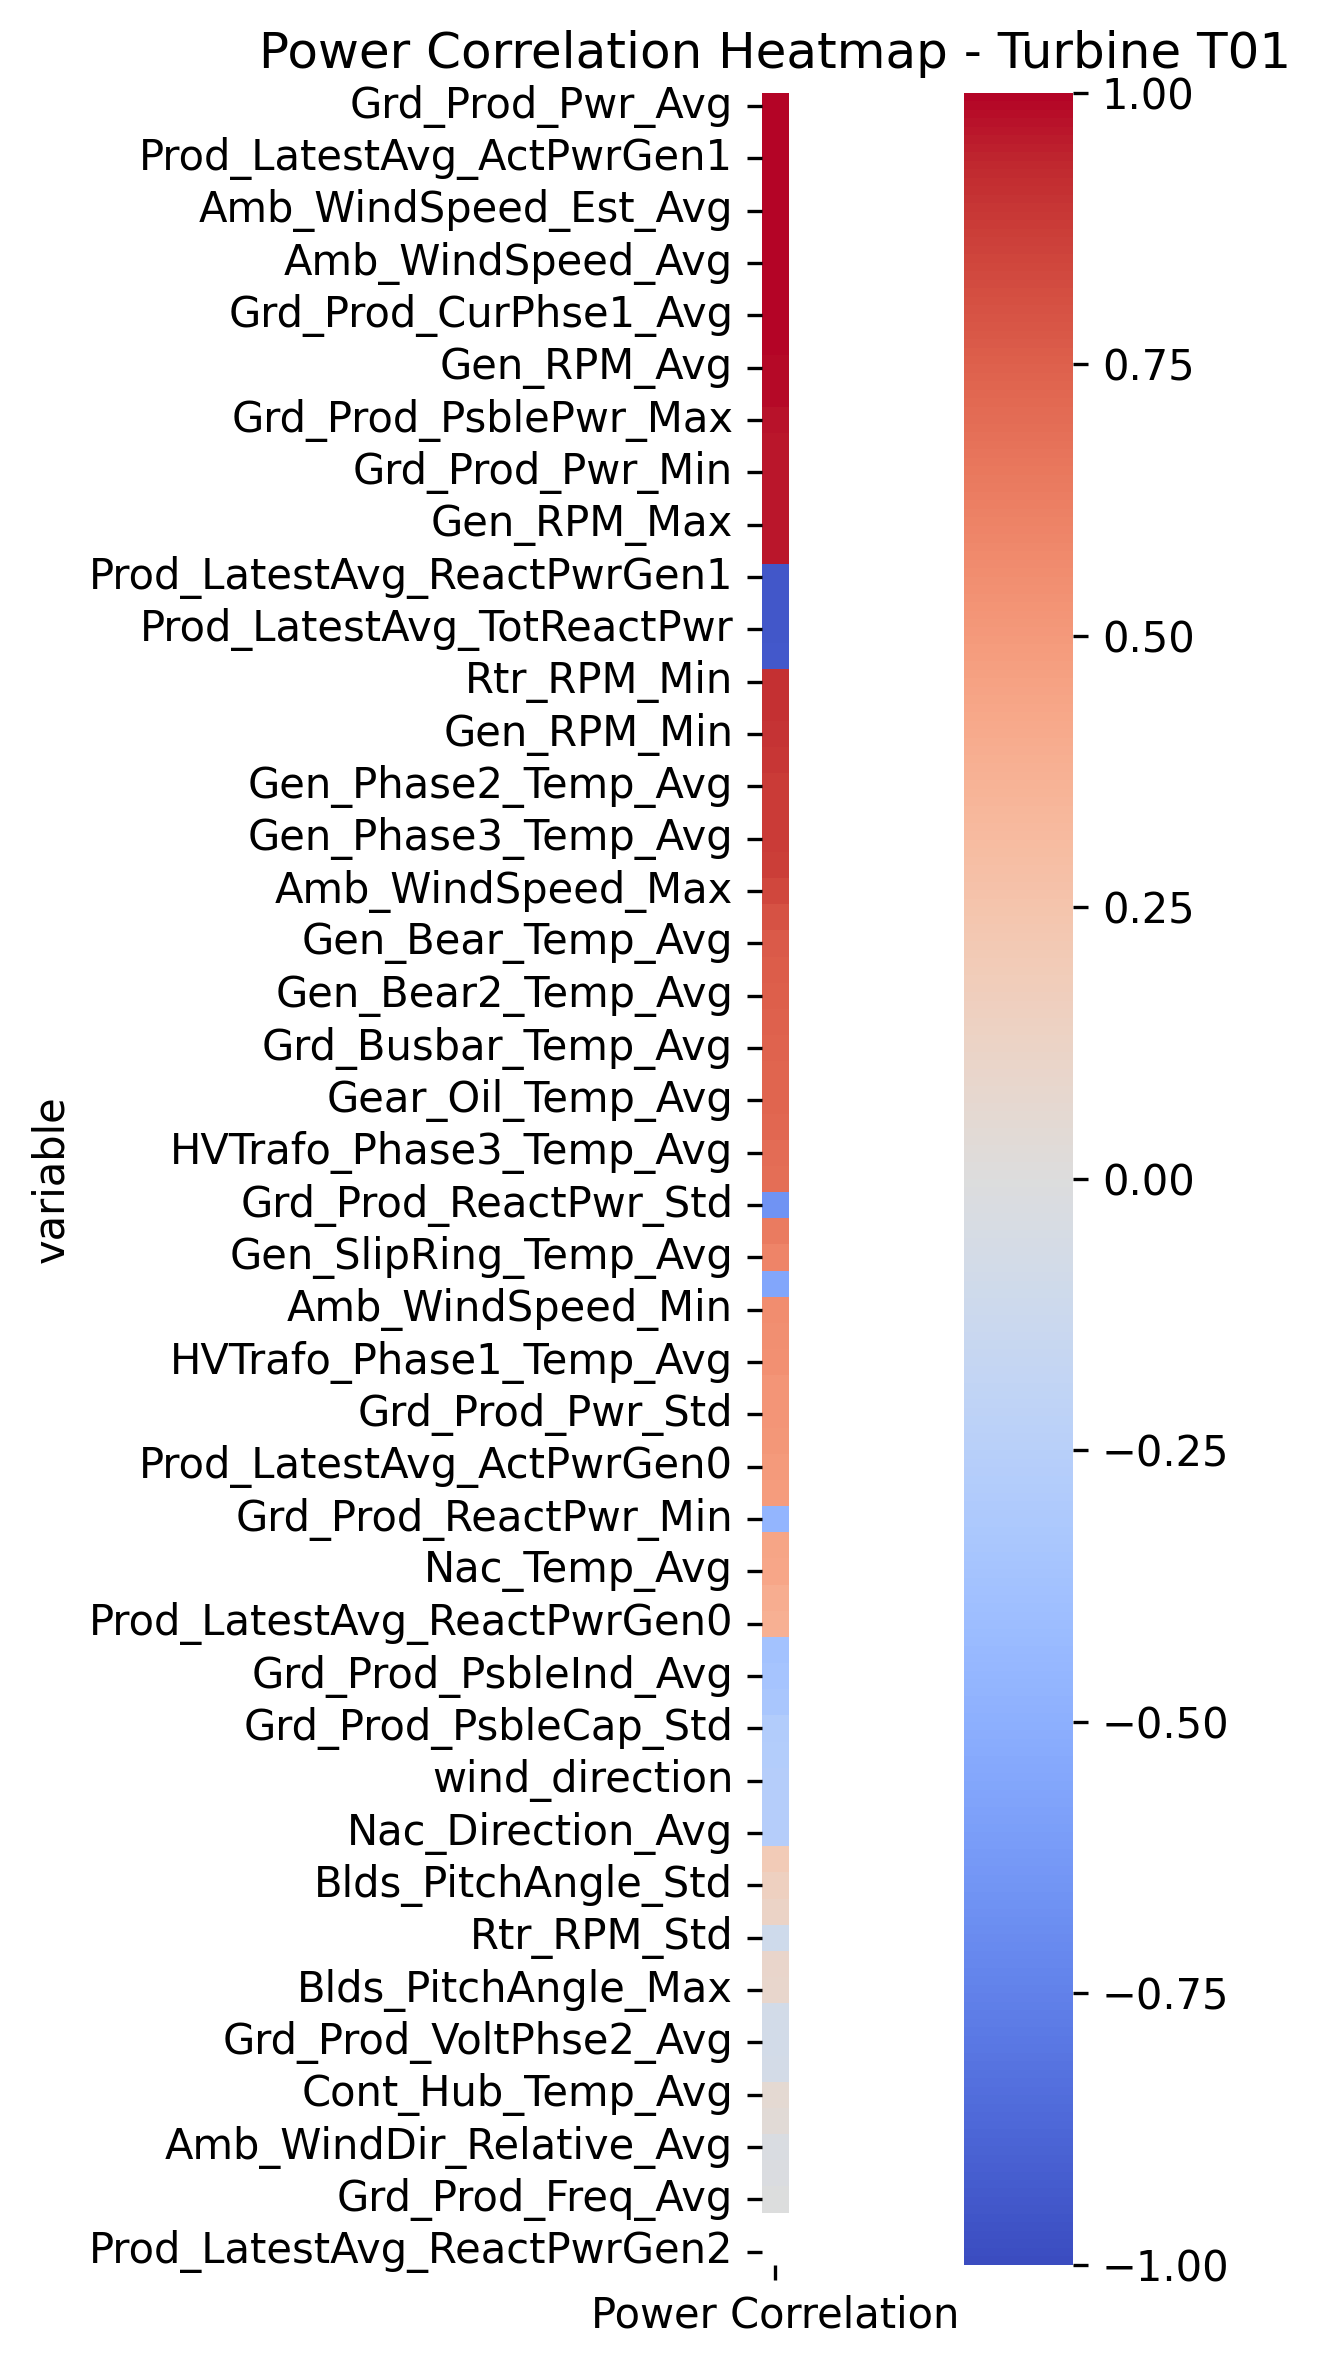 Power Correlation Heatmap - Turbine T01
Grd_Prod_Pwr_Avg
Prod_LatestAvg_ActPwrGen1
Amb_WindSpeed_Est_Avg
Amb_WindSpeed_Avg
Grd_Prod_CurPhse1_Avg
Gen_RPM_Avg
Grd_Prod_PsblePwr_Max
Grd_Prod_Pwr_Min
Gen_RPM_Max
Prod_LatestAvg_ReactPwrGen1
Prod_LatestAvg_TotReactPwr
Rtr_RPM_Min
Gen_RPM_Min
Gen_Phase2_Temp_Avg
Gen_Phase3_Temp_Avg
Amb_WindSpeed_Max
Gen_Bear_Temp_Avg
Gen_Bear2_Temp_Avg
Grd_Busbar_Temp_Avg
Gear_Oil_Temp_Avg
HVTrafo_Phase3_Temp_Avg
Grd_Prod_ReactPwr_Std
Gen_SlipRing_Temp_Avg
Amb_WindSpeed_Min
HVTrafo_Phase1_Temp_Avg
Grd_Prod_Pwr_Std
Prod_LatestAvg_ActPwrGen0
Grd_Prod_ReactPwr_Min
Nac_Temp_Avg
Prod_LatestAvg_ReactPwrGen0
Grd_Prod_PsbleInd_Avg
Grd_Prod_PsbleCap_Std
wind_direction
Nac_Direction_Avg
Blds_PitchAngle_Std
Rtr_RPM_Std
Blds_PitchAngle_Max
Grd_Prod_VoltPhse2_Avg
Cont_Hub_Temp_Avg
Amb_WindDir_Relative_Avg
Grd_Prod_Freq_Avg
Prod_LatestAvg_ReactPwrGen2
variable
Power Correlation
1.00
0.75
0.50
0.25
0.00
−0.25
−0.50
−0.75
−1.00